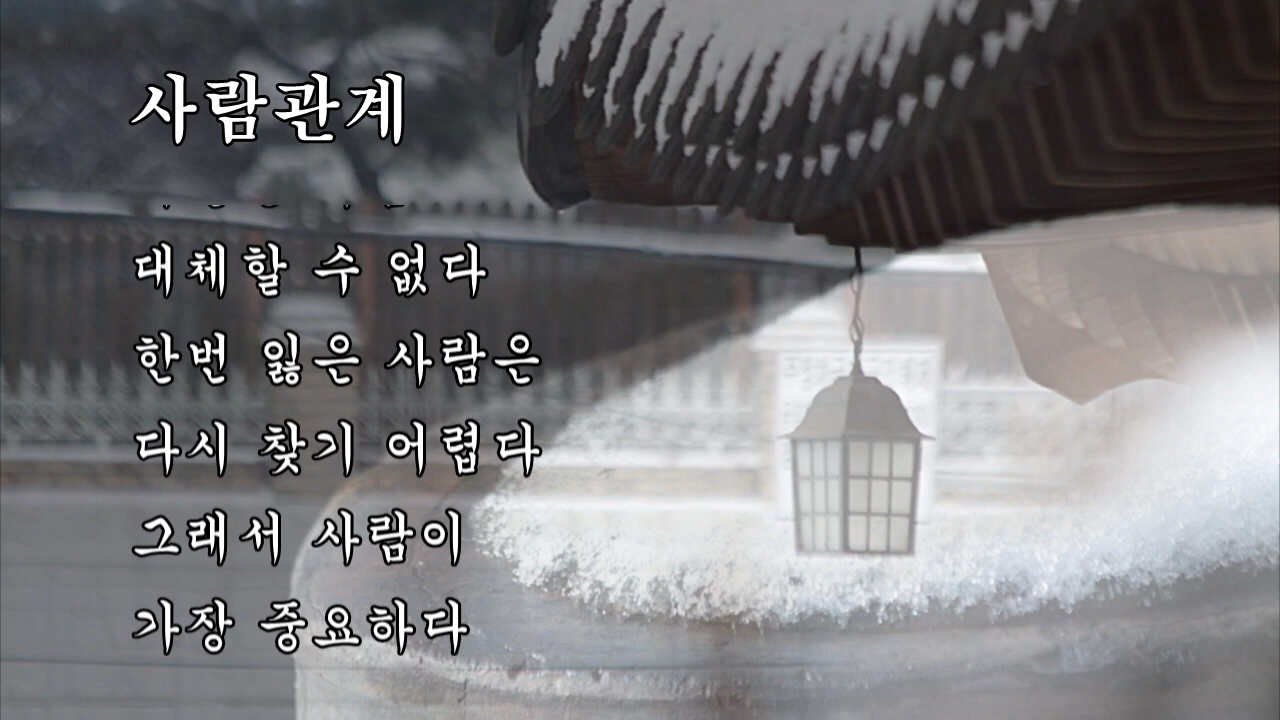 사람관계
대체할 수 없다
한번 잃은 사람은
다시 찾기 어렵다
그래서 사람이
가장 중요하다